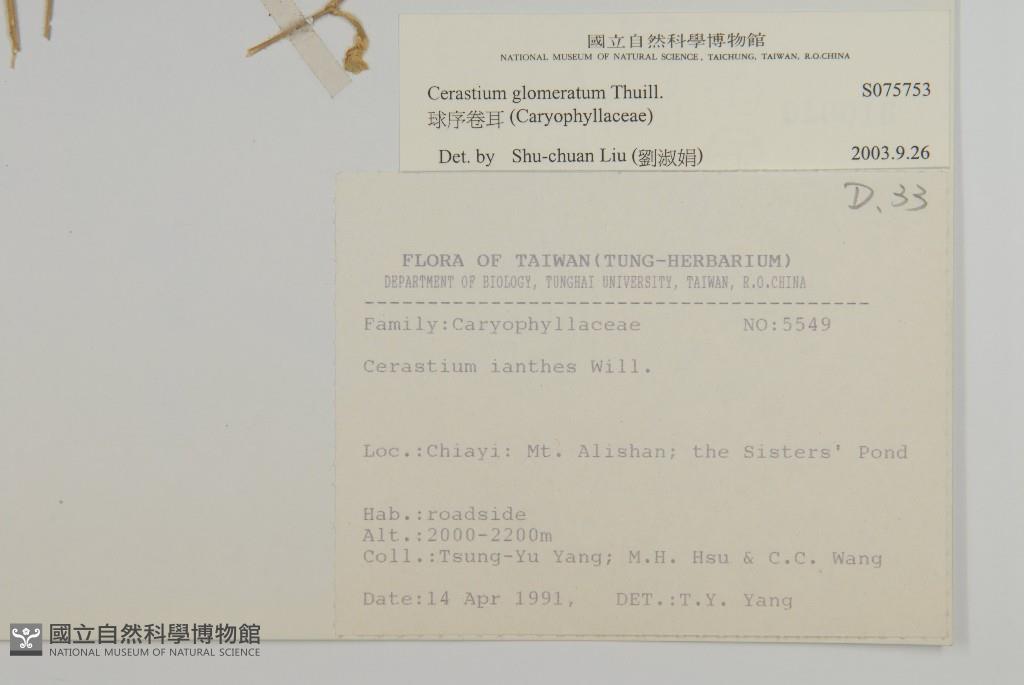 國立自然科學博物館
NATIONAL MUSEUM OF NATURAL SCIENCE, TAICHUNG, TAIWAN, R.O.CHINA
Cerastium glomeratum Thuill. S075753
球序卷耳 (Caryophyllaceae)
Det. by Shu-chuan Liu (劉淑娟) 2003.9.26
D.33
FLORA OF TAIWAN(TUNG-HERBARIUM)
DEPARTMENT OF BIOLOGY, TUNGHAI UNIVERSITY, TAIWAN, R.O.CHINA
----------------------------------------
Family:Caryophyllaceae NO:5549
Cerastium ianthes Will.
Loc.:Chiayi: Mt. Alishan; the Sisters' Pond
Hab.:roadside
Alt.:2000-2200m
Coll.:Tsung-Yu Yang; M.H. Hsu & C.C. Wang
Date:14 Apr 1991, DET.:T.Y. Yang
國立自然科學博物館
NATIONAL MUSEUM OF NATURAL SCIENCE